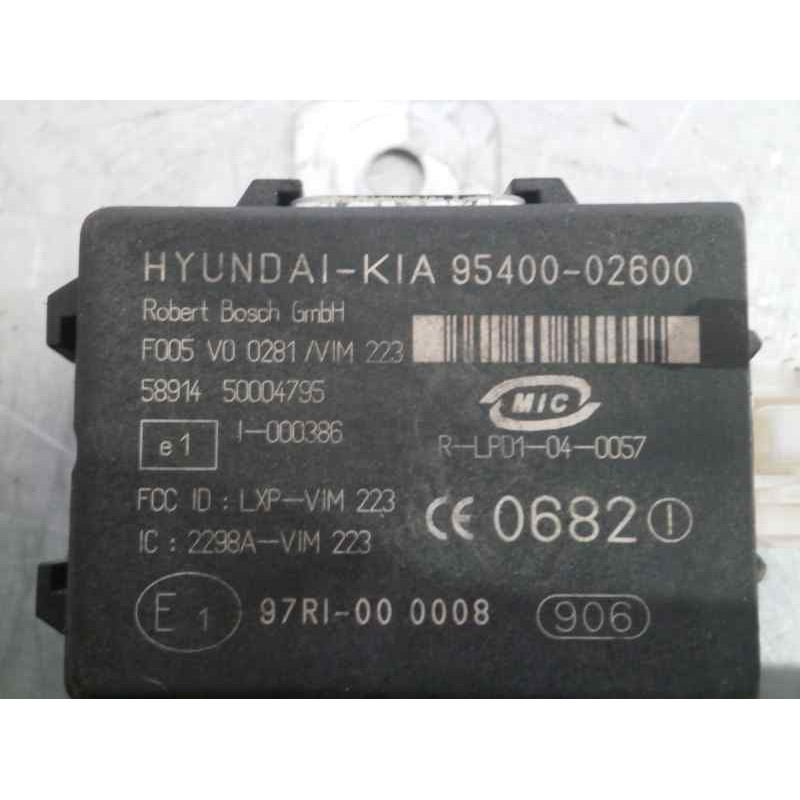 HYUNDAI-KIA 95400-02600
Robert Bosch GmbH
F005 V0 0281/VIM 223
58914 50004795
MIC
e1 I-000386
R-LPD1-04-0057
FCC ID : LXP-VIM 223
IC : 2298A-VIM 223
CE 0682
E1 97RI-00 0008 906